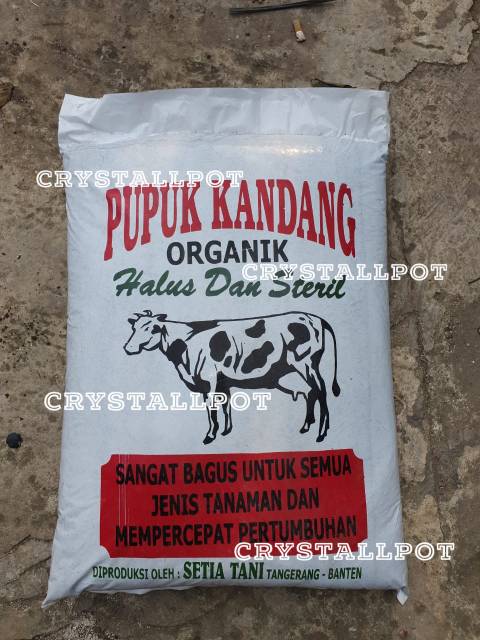 CRYSTALLPOT
PUPUK KANDANG
ORGANIK
CRYSTALLPOT
Halus Dan Steril
CRYSTALLPOT
SANGAT BAGUS UNTUK SEMUA
JENIS TANAMAN DAN
MEMPERCEPAT PERTUMBUHAN
CRYSTALLPOT
DIPRODUKSI OLEH : SETIA TANI TANGERANG - BANTEN